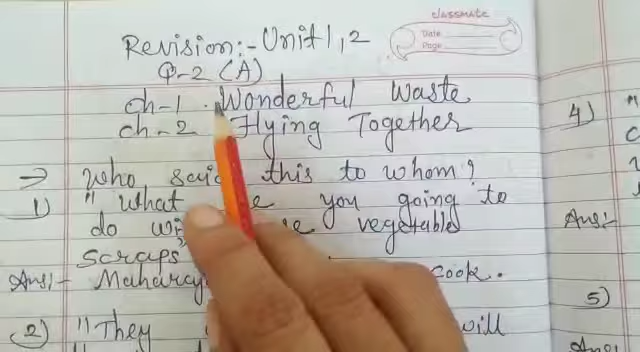 classmate
Date
Page
Revision:- Unit 1, 2
Q-2 (A)
ch-1 . Wonderful Waste
ch-2 Flying Together
→ Who said this to whom?
1) "What you going to
do vegetable
scraps"
Ans:- cook.
2) "They will
4)
Ans:-
5)
Ans: